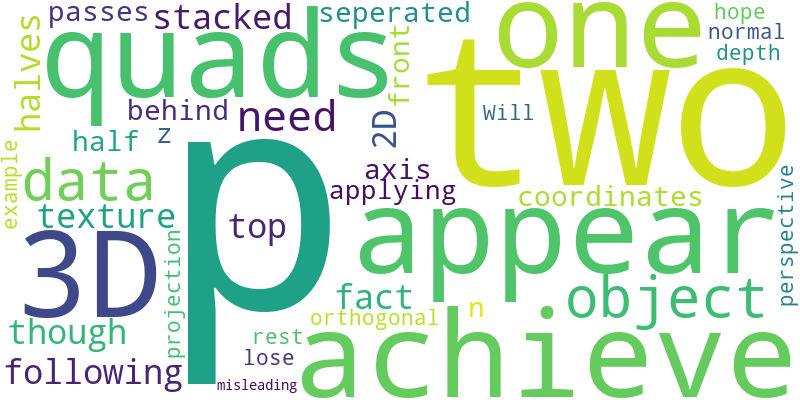 passes
stacked
seperated
hope
one
normal
depth
quads
halves
front
two
behind
need
2D
Will
half
z
example
data
axis
applying
coordinates
perspective
texture
top
p
appear
3D
projection
fact
object
though
orthogonal
n
rest
achieve
lose
following
misleading